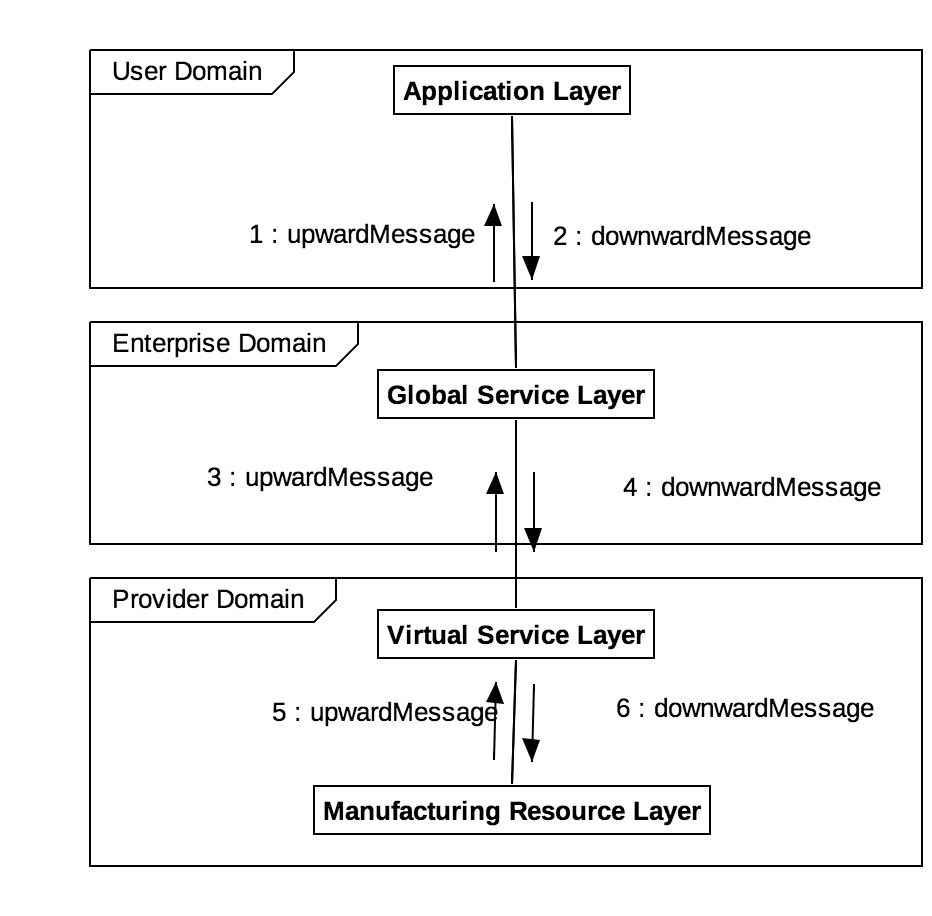 User Domain
Application Layer
1 : upwardMessage
2 : downwardMessage
Enterprise Domain
Global Service Layer
3 : upwardMessage
4 : downwardMessage
Provider Domain
Virtual Service Layer
5 : upwardMessage
6 : downwardMessage
Manufacturing Resource Layer